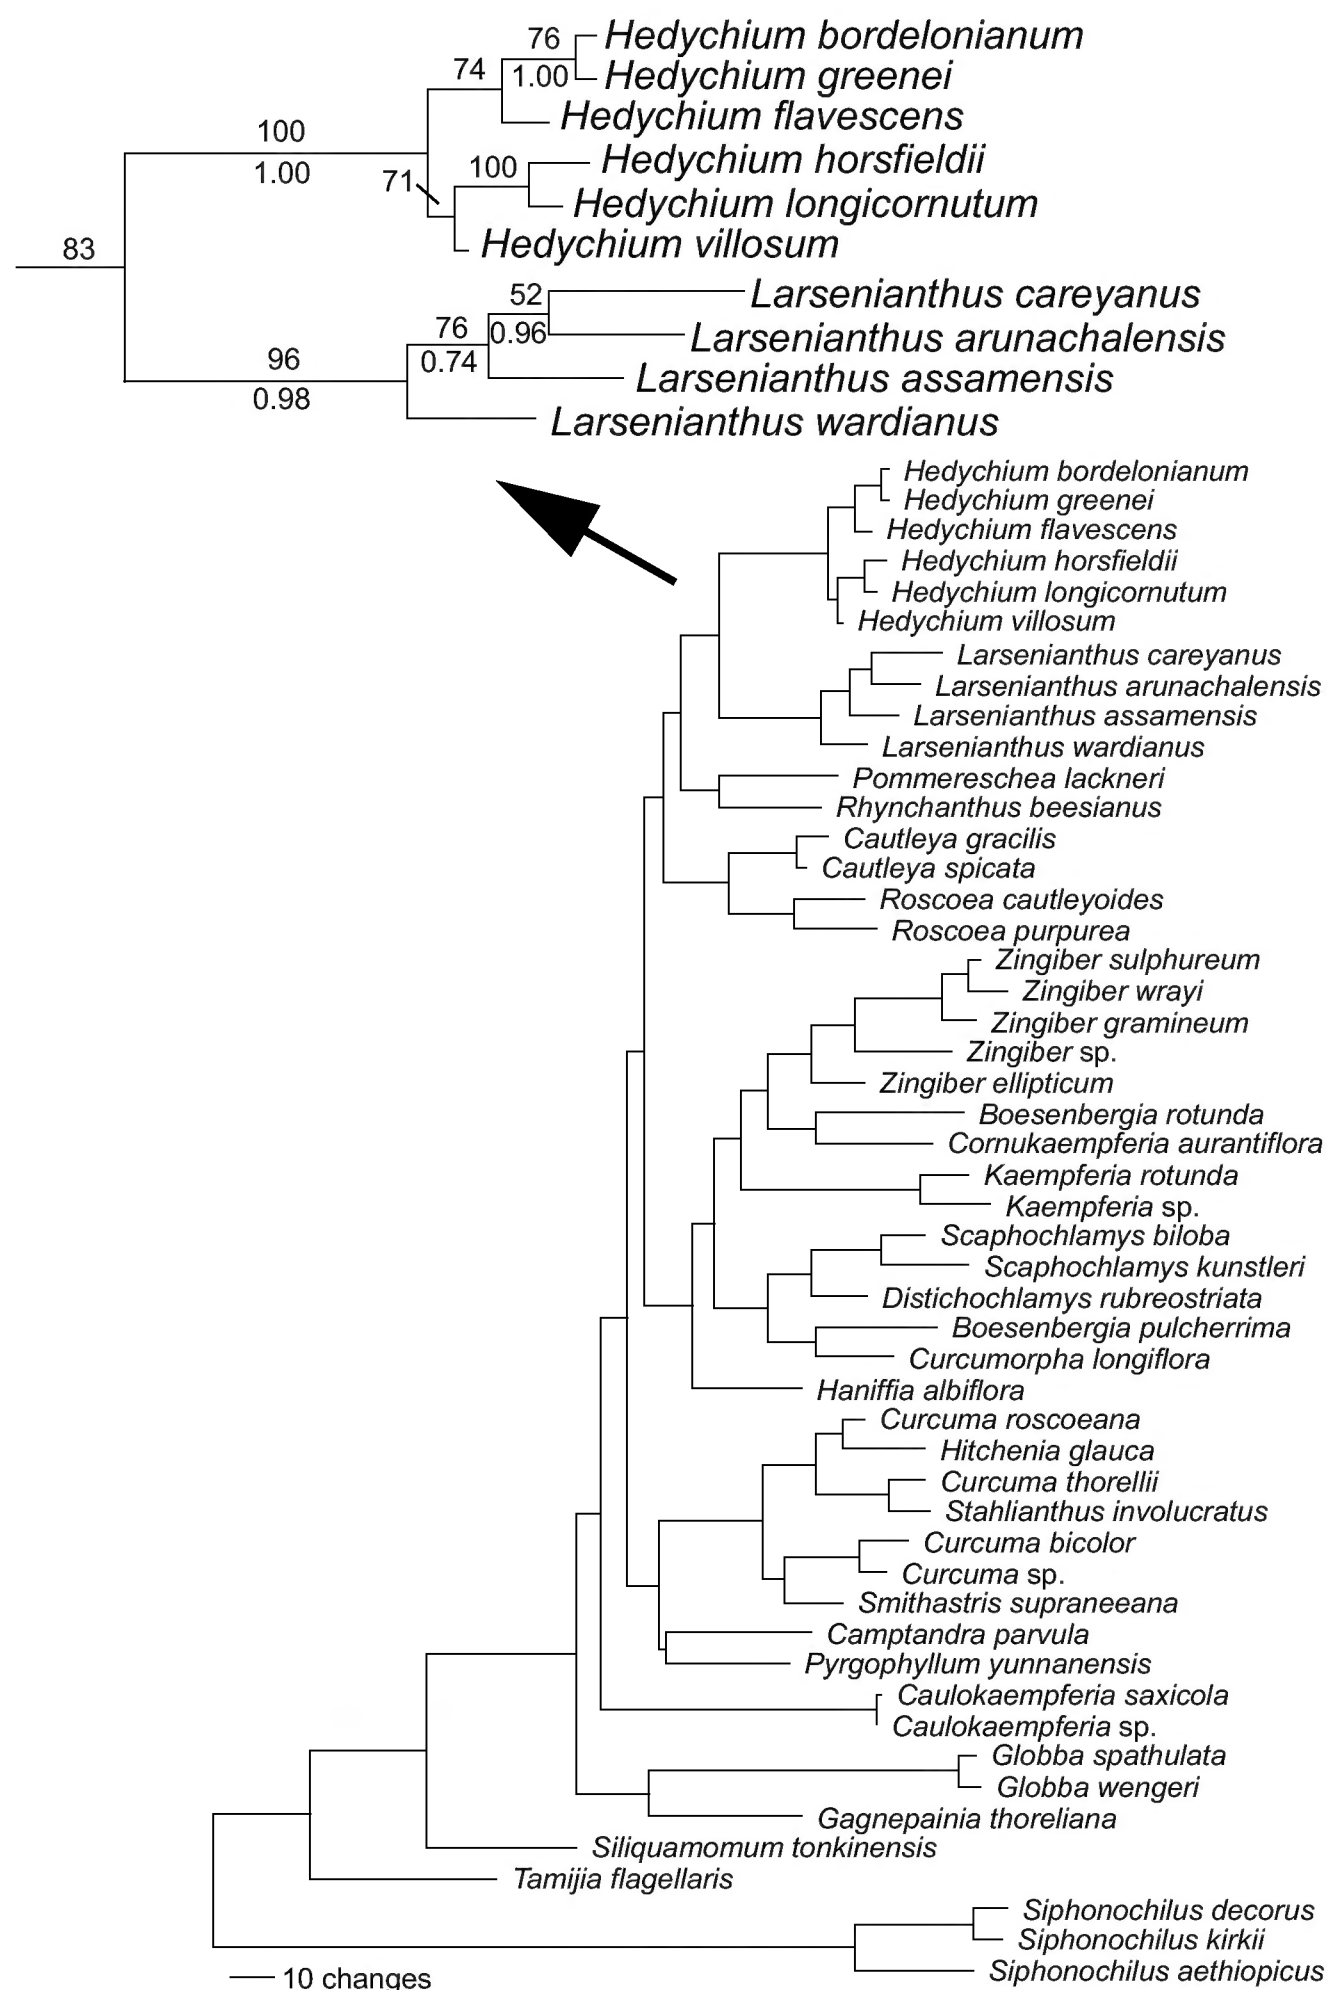 76
Hedychium bordelonianum
74
1.00
Hedychium greenei
Hedychium flavescens
100
1.00
Hedychium horsfieldii
100
71
Hedychium longicornutum
Hedychium villosum
83
52
Larsenianthus careyanus
76
0.96
Larsenianthus arunachalensis
96
0.74
Larsenianthus assamensis
0.98
Larsenianthus wardianus
Hedychium bordelonianum
Hedychium greenei
Hedychium flavescens
Hedychium horsfieldii
Hedychium longicornutum
Hedychium villosum
Larsenianthus careyanus
Larsenianthus arunachalensis
Larsenianthus assamensis
Larsenianthus wardianus
Pommereschea lackneri
Rhynchanthus beesianus
Cautleya gracilis
Cautleya spicata
Roscoea cautleyoides
Roscoea purpurea
Zingiber sulphureum
Zingiber wrayi
Zingiber gramineum
Zingiber sp.
Zingiber ellipticum
Boesenbergia rotunda
Cornukaempferia aurantiflora
Kaempferia rotunda
Kaempferia sp.
Scaphochlamys biloba
Scaphochlamys kunstleri
Distichochlamys rubreostriata
Boesenbergia pulcherrima
Curcumorpha longiflora
Haniffia albiflora
Curcuma roscoeana
Hitchenia glauca
Curcuma thorellii
Stahlianthus involucratus
Curcuma bicolor
Curcuma sp.
Smithastris supraneeana
Camptandra parvula
Pyrgophyllum yunnanensis
Caulokaempferia saxicola
Caulokaempferia sp.
Globba spathulata
Globba wengeri
Gagnepainia thoreliana
Siliquamomum tonkinensis
Tamijia flagellaris
Siphonochilus decorus
Siphonochilus kirkii
Siphonochilus aethiopicus
10 changes